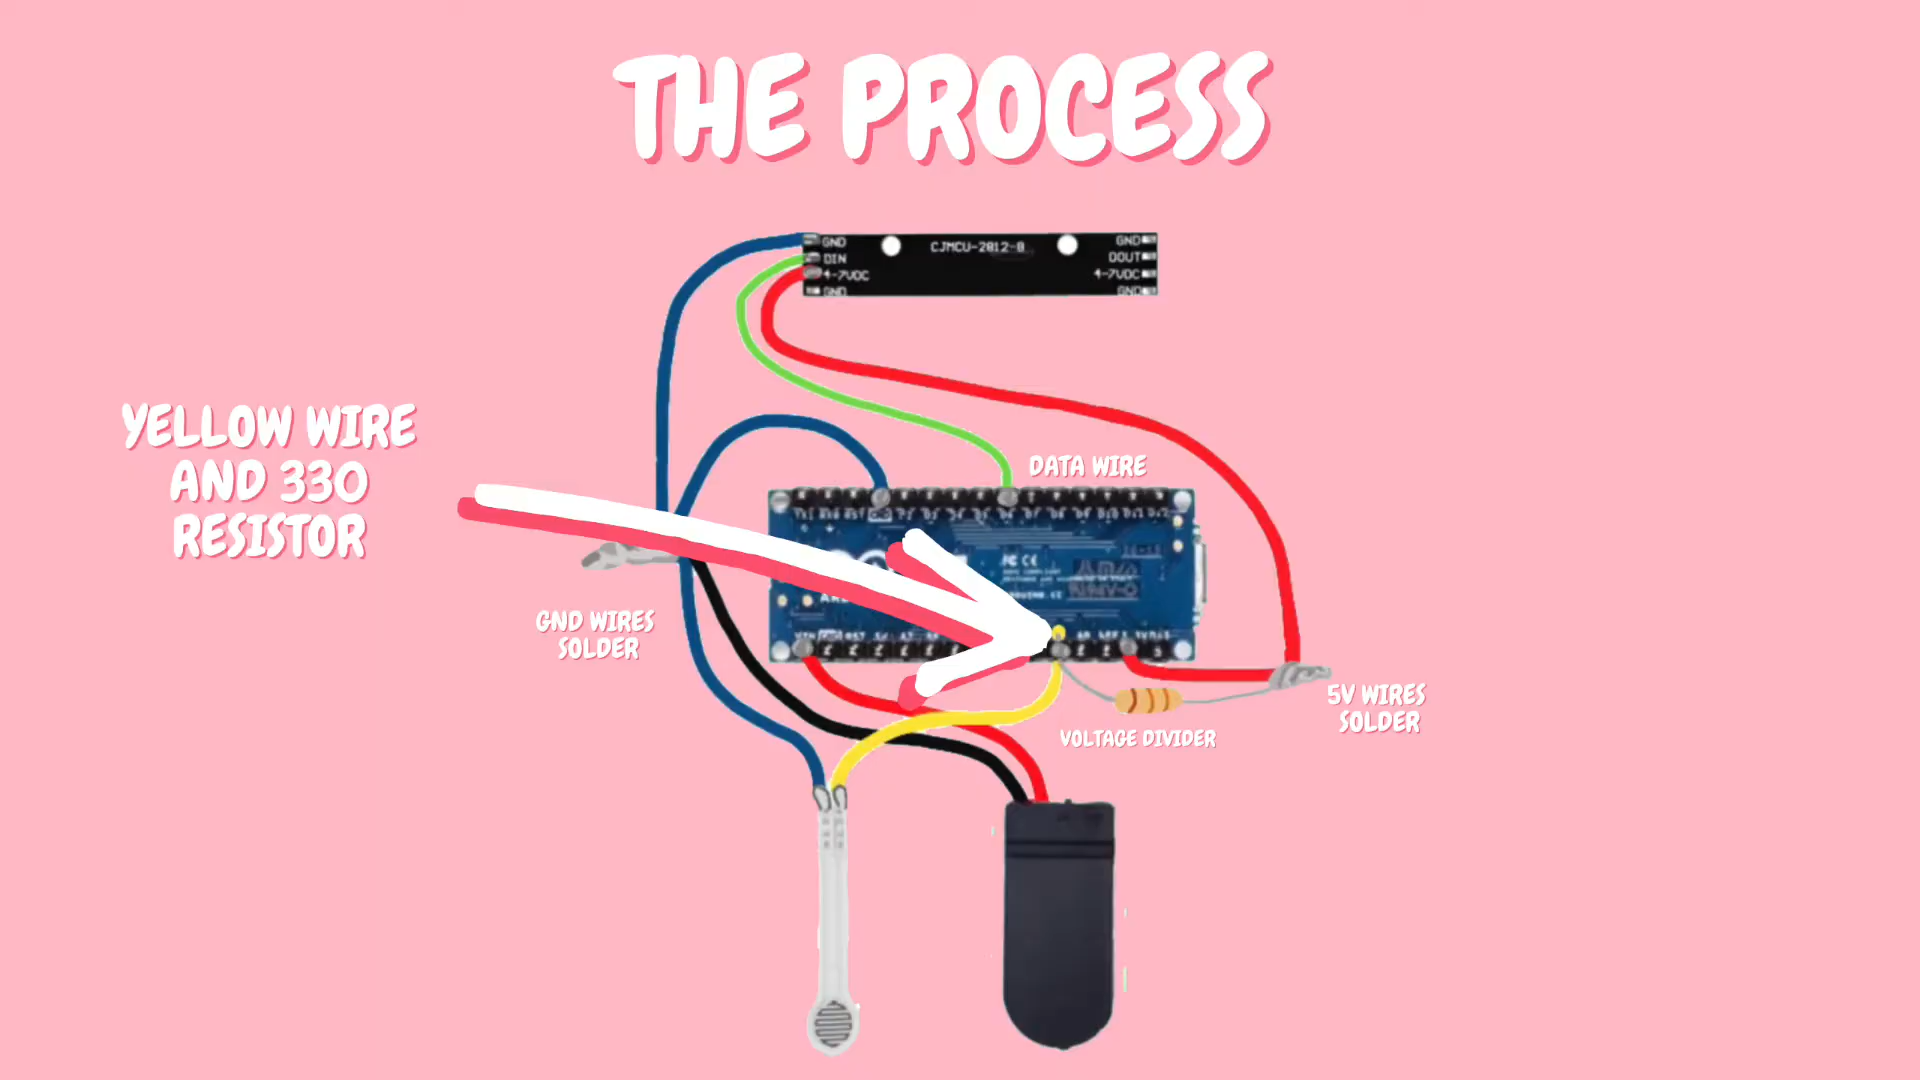 THE PROCESS
GND
DIN
4-7VDC
GND
CJMCU-2812-8
GND
DOUT
4-7VDC
GND
YELLOW WIRE
AND 330
RESISTOR
DATA WIRE
GND WIRES
SOLDER
5V WIRES
SOLDER
VOLTAGE DIVIDER